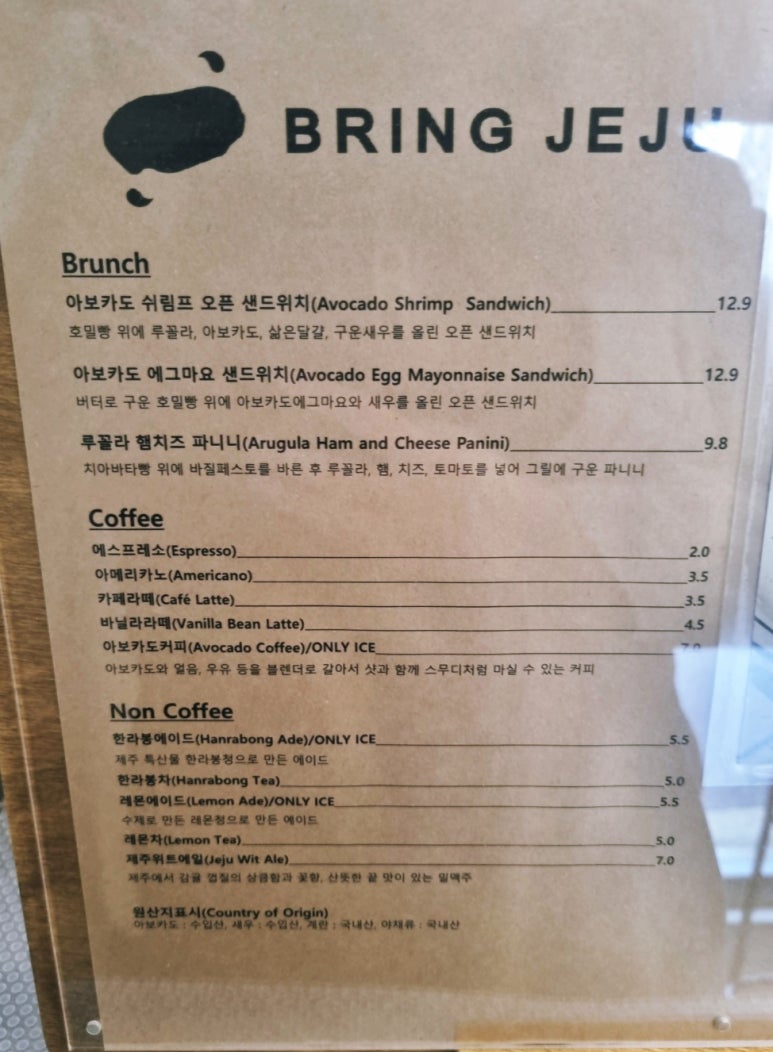 BRING JEJU
Brunch
아보카도 쉬림프 오픈 샌드위치(Avocado Shrimp Sandwich)____12.9
호밀빵 위에 루꼴라, 아보카도, 삶은달걀, 구운새우를 올린 오픈 샌드위치
아보카도 에그마요 샌드위치(Avocado Egg Mayonnaise Sandwich)____12.9
버터로 구운 호밀빵 위에 아보카도에그마요와 새우를 올린 오픈 샌드위치
루꼴라 햄치즈 파니니(Arugula Ham and Cheese Panini)____9.8
치아바타빵 위에 바질페스토를 바른 후 루꼴라, 햄, 치즈, 토마토를 넣어 그릴에 구운 파니니
Coffee
에스프레소(Espresso)____2.0
아메리카노(Americano)____3.5
카페라떼(Café Latte)____3.5
바닐라라떼(Vanilla Bean Latte)____4.5
아보카도커피(Avocado Coffee)/ONLY ICE____7.0
아보카도와 얼음, 우유 등을 블렌더로 갈아서 샷과 함께 스무디처럼 마실 수 있는 커피
Non Coffee
한라봉에이드(Hanrabong Ade)/ONLY ICE____5.5
제주 특산물 한라봉청으로 만든 에이드
한라봉차(Hanrabong Tea)____5.0
레몬에이드(Lemon Ade)/ONLY ICE____5.5
수제로 만든 레몬청으로 만든 에이드
레몬차(Lemon Tea)____5.0
제주위트에일(Jeju Wit Ale)____7.0
제주에서 감귤 껍질의 상큼함과 꽃향, 산뜻한 끝 맛이 있는 밀맥주
원산지표시(Country of Origin)
아보카도 : 수입산, 새우 : 수입산, 계란 : 국내산, 야채류 : 국내산